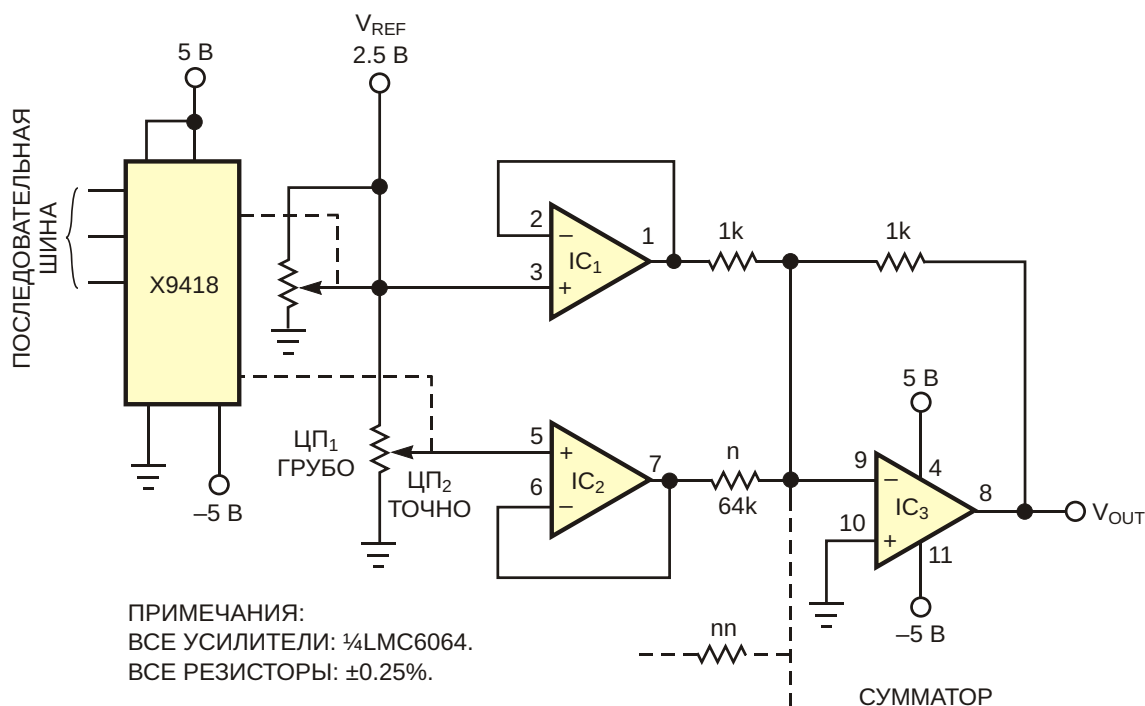 V_REF
2.5 В
5 В
ПОСЛЕДОВАТЕЛЬНАЯ
ШИНА
X9418
–5 В
ЦП1
ГРУБО
ЦП2
ТОЧНО
2
–
3
+
IC1
1
1k
1k
5
+
6
–
IC2
7
n
64k
5 В
9
–
4
IC3
8
10
+
11
–5 В
V_OUT
nn
СУММАТОР
ПРИМЕЧАНИЯ:
ВСЕ УСИЛИТЕЛИ: ¼LMC6064.
ВСЕ РЕЗИСТОРЫ: ±0.25%.